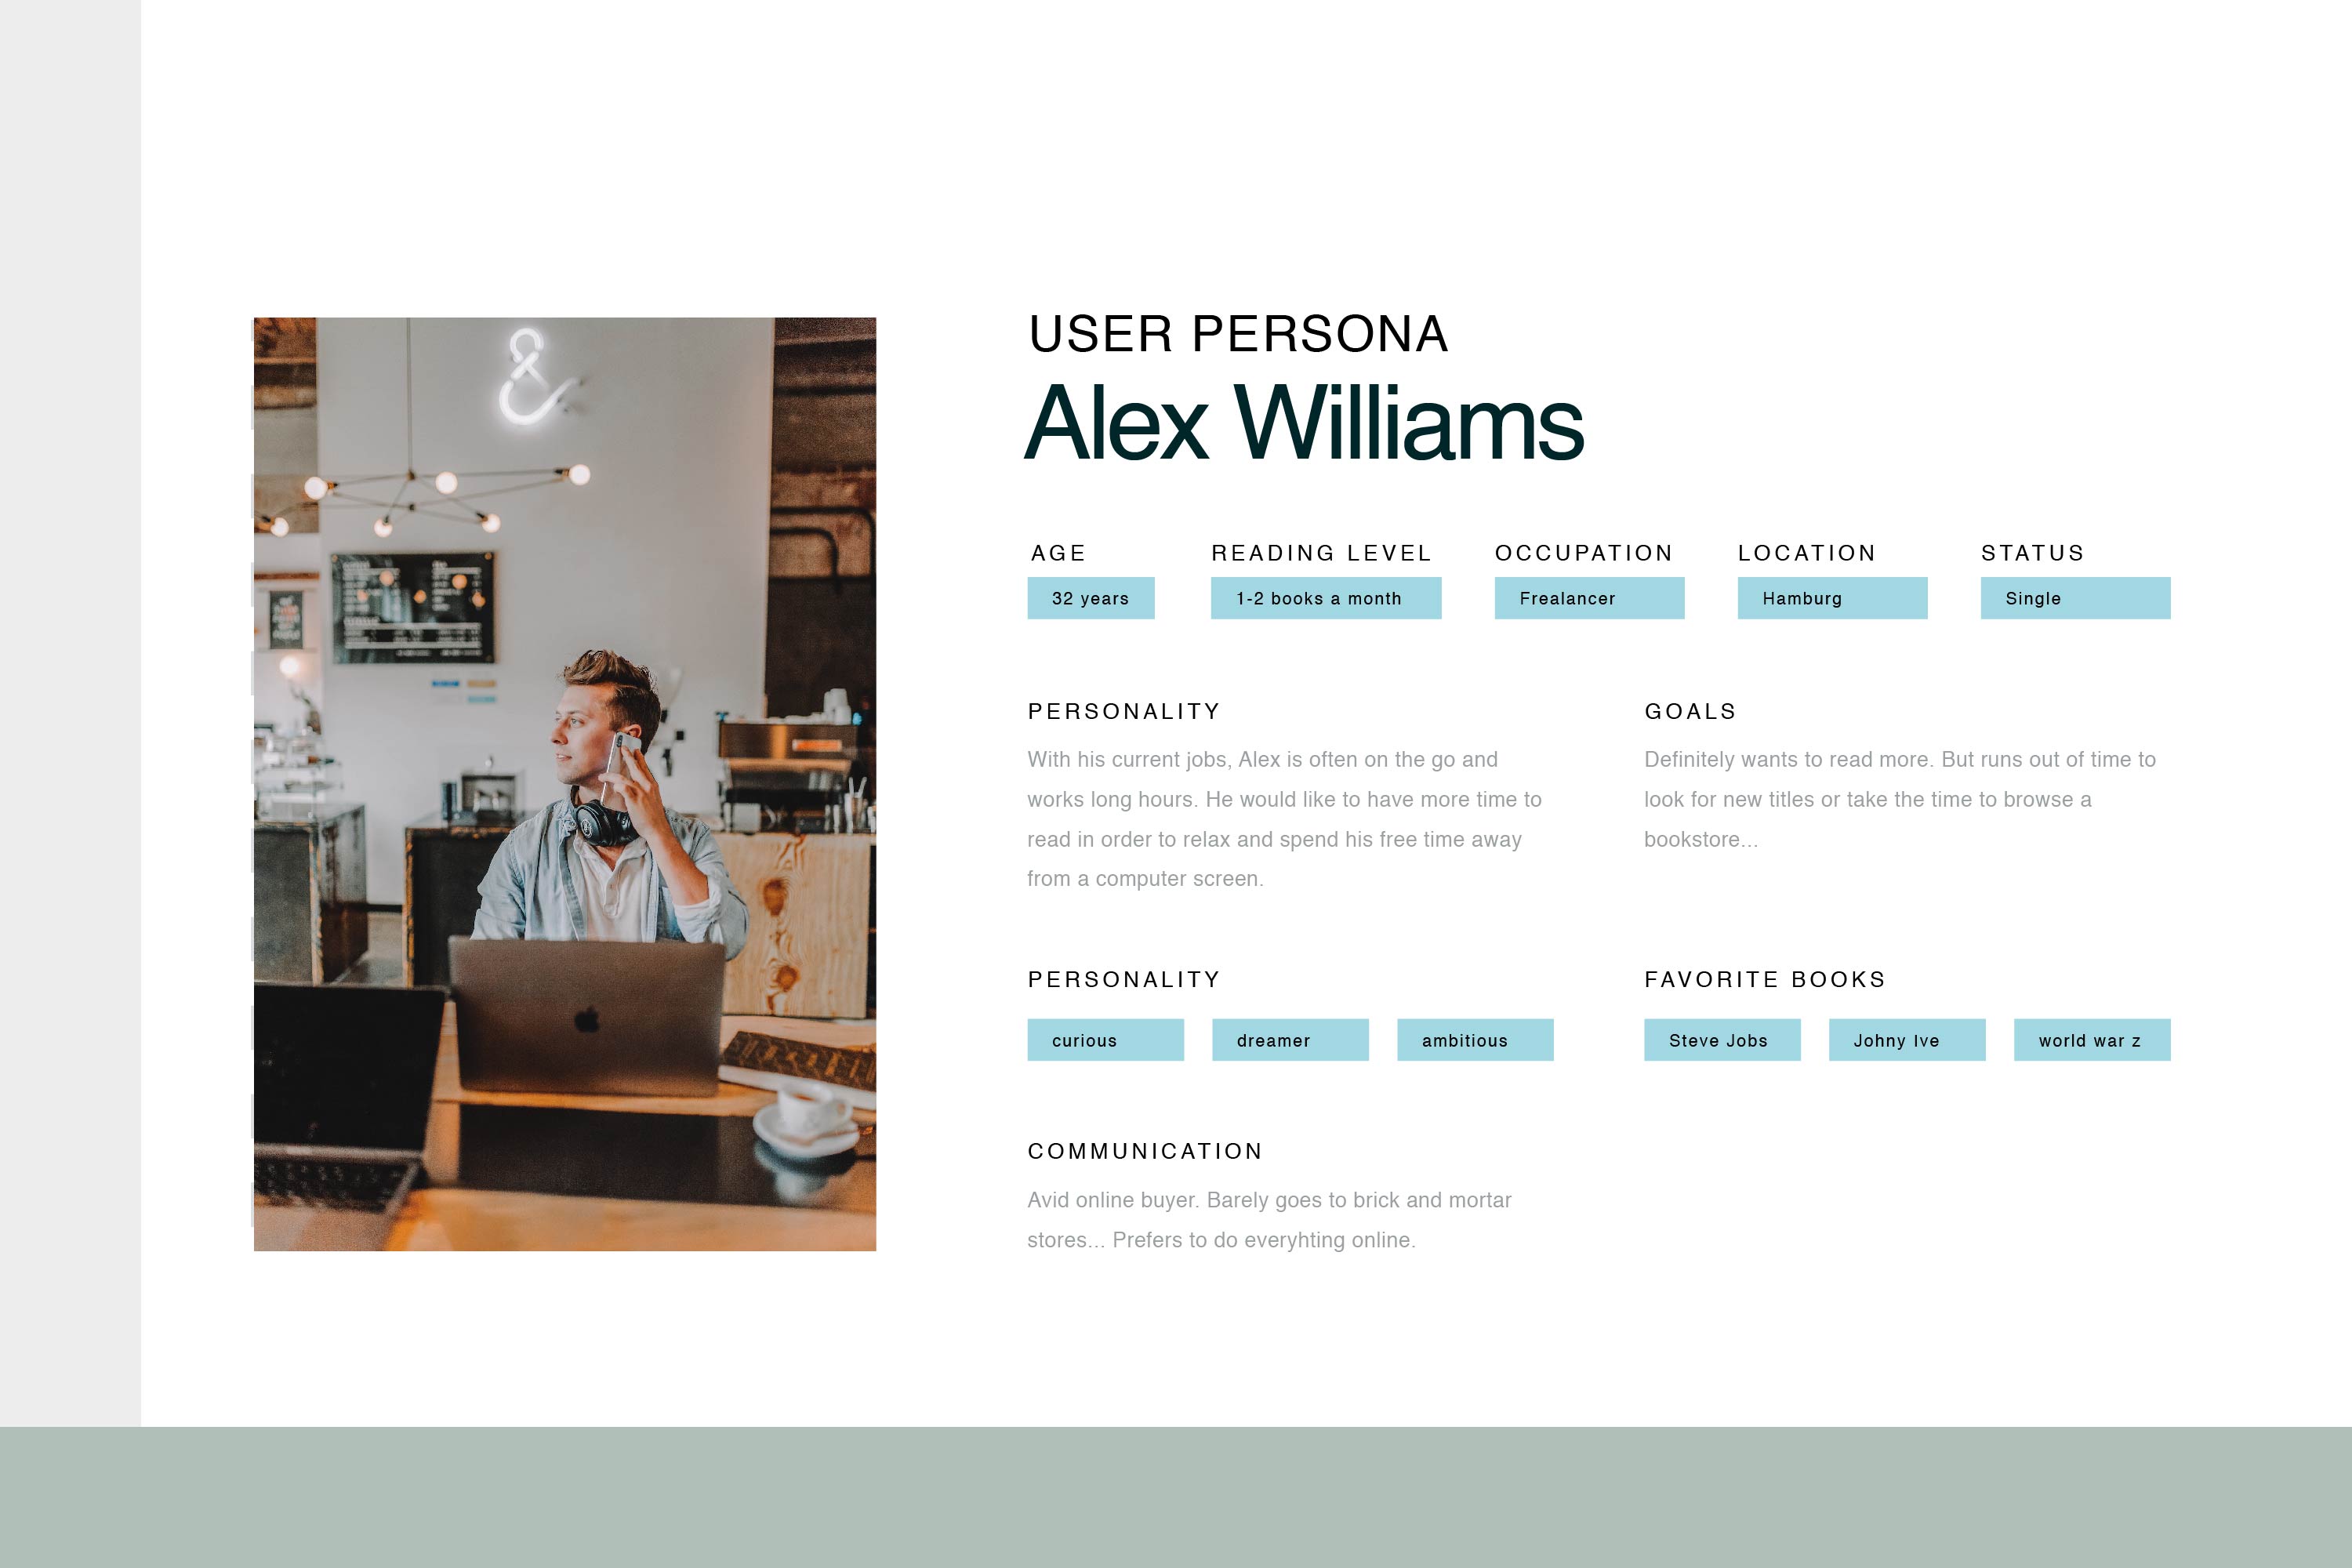 &
USER PERSONA
Alex Williams
AGE
READING LEVEL
OCCUPATION
LOCATION
STATUS
32 years
1-2 books a month
Frealancer
Hamburg
Single
PERSONALITY
With his current jobs, Alex is often on the go and
works long hours. He would like to have more time to
read in order to relax and spend his free time away
from a computer screen.
GOALS
Definitely wants to read more. But runs out of time to
look for new titles or take the time to browse a
bookstore...
PERSONALITY
curious
dreamer
ambitious
FAVORITE BOOKS
Steve Jobs
Johny Ive
world war z
COMMUNICATION
Avid online buyer. Barely goes to brick and mortar
stores... Prefers to do everyhting online.